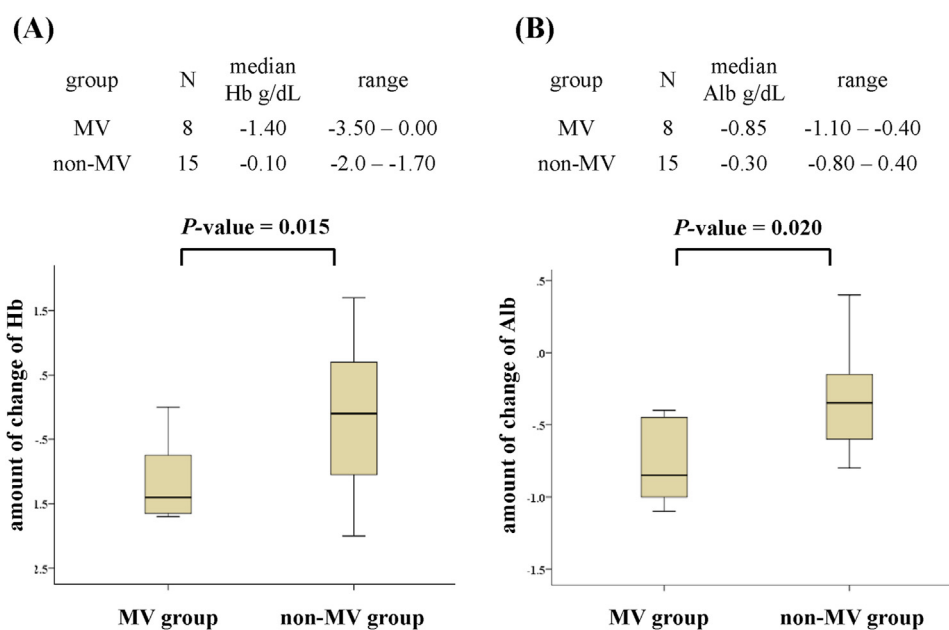 (A)
group N median Hb g/dL range
MV 8 -1.40 -3.50 – 0.00
non-MV 15 -0.10 -2.0 – -1.70
P-value = 0.015
amount of change of Hb
1.5
.5
-.5
1.5
2.5
MV group non-MV group
(B)
group N median Alb g/dL range
MV 8 -0.85 -1.10 – -0.40
non-MV 15 -0.30 -0.80 – 0.40
P-value = 0.020
amount of change of Alb
.5
.0
-.5
-1.0
-1.5
MV group non-MV group